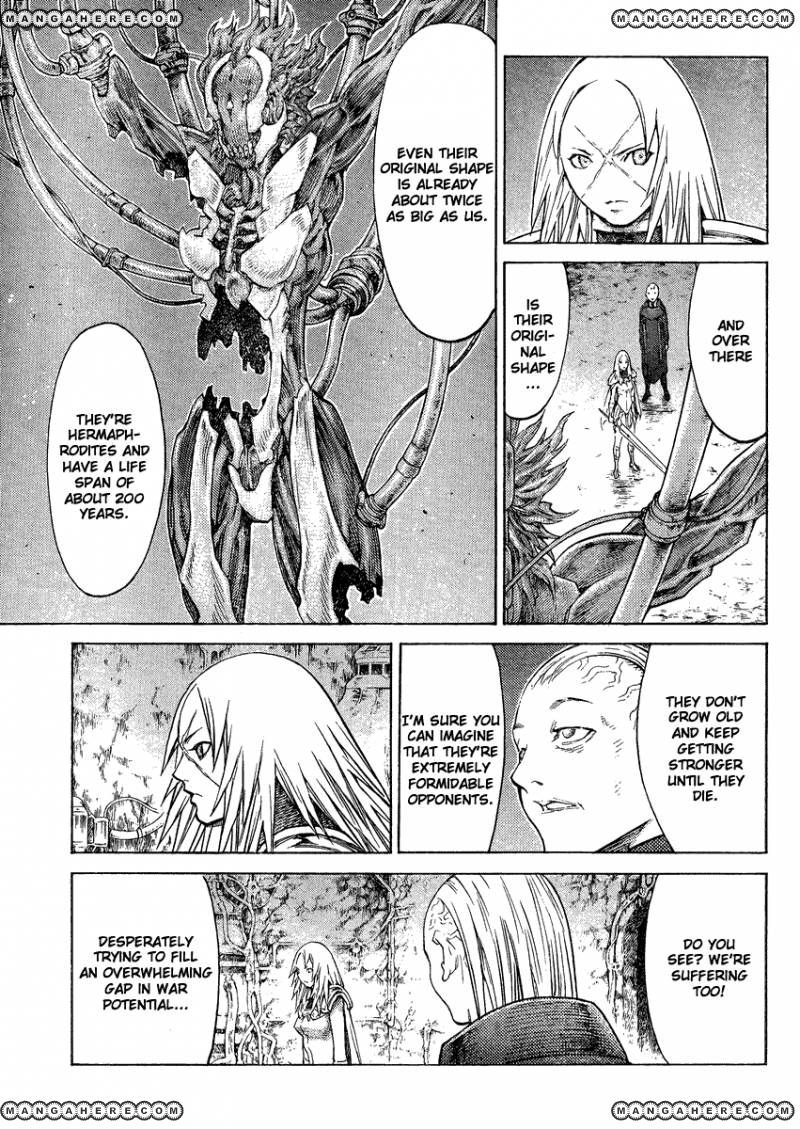 MANGAHERE.COM
MANGAHERE.COM
AND
OVER
THERE
IS
THEIR
ORIGI-
NAL
SHAPE
...
EVEN THEIR
ORIGINAL SHAPE
IS ALREADY
ABOUT TWICE
AS BIG AS US.
THEY'RE
HERMAPH-
RODITES AND
HAVE A LIFE
SPAN OF
ABOUT 200
YEARS.
THEY DON'T
GROW OLD
AND KEEP
GETTING
STRONGER
UNTIL THEY
DIE.
I'M SURE YOU
CAN IMAGINE
THAT THEY'RE
EXTREMELY
FORMIDABLE
OPPONENTS.
DO YOU
SEE? WE'RE
SUFFERING
TOO!
DESPERATELY
TRYING TO FILL
AN OVERWHELMING
GAP IN WAR
POTENTIAL...
MANGAHERE.COM
MANGAHERE.COM